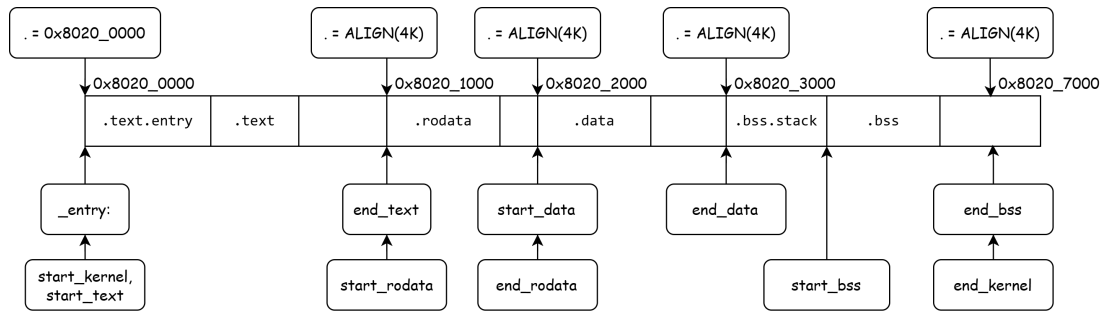 . = 0x8020_0000
. = ALIGN(4K)
. = ALIGN(4K)
. = ALIGN(4K)
. = ALIGN(4K)
0x8020_0000
0x8020_1000
0x8020_2000
0x8020_3000
0x8020_7000
.text.entry
.text
.rodata
.data
.bss.stack
.bss
_entry:
end_text
start_data
end_data
end_bss
start_kernel,
start_text
start_rodata
end_rodata
start_bss
end_kernel